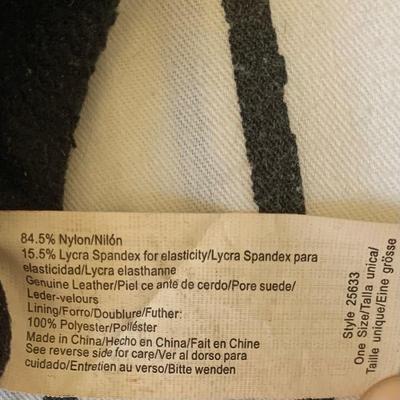 84.5% Nylon/Nilón
15.5% Lycra Spandex for elasticity/Lycra Spandex para
elasticidad/Lycra elasthanne
Genuine Leather/Piel ce ante de cerdo/Pore suede/
Leder-velours
Lining/Forro/Doublure/Futher:
100% Polyester/Poliéster
Made in China/Hecho en China/Fait en Chine
See reverse side for care/Ver al dorso para
cuidado/Entretien au verso/Bitte wenden
Style 25633
One Size/Talla unica/
Taille unique/Eine grösse